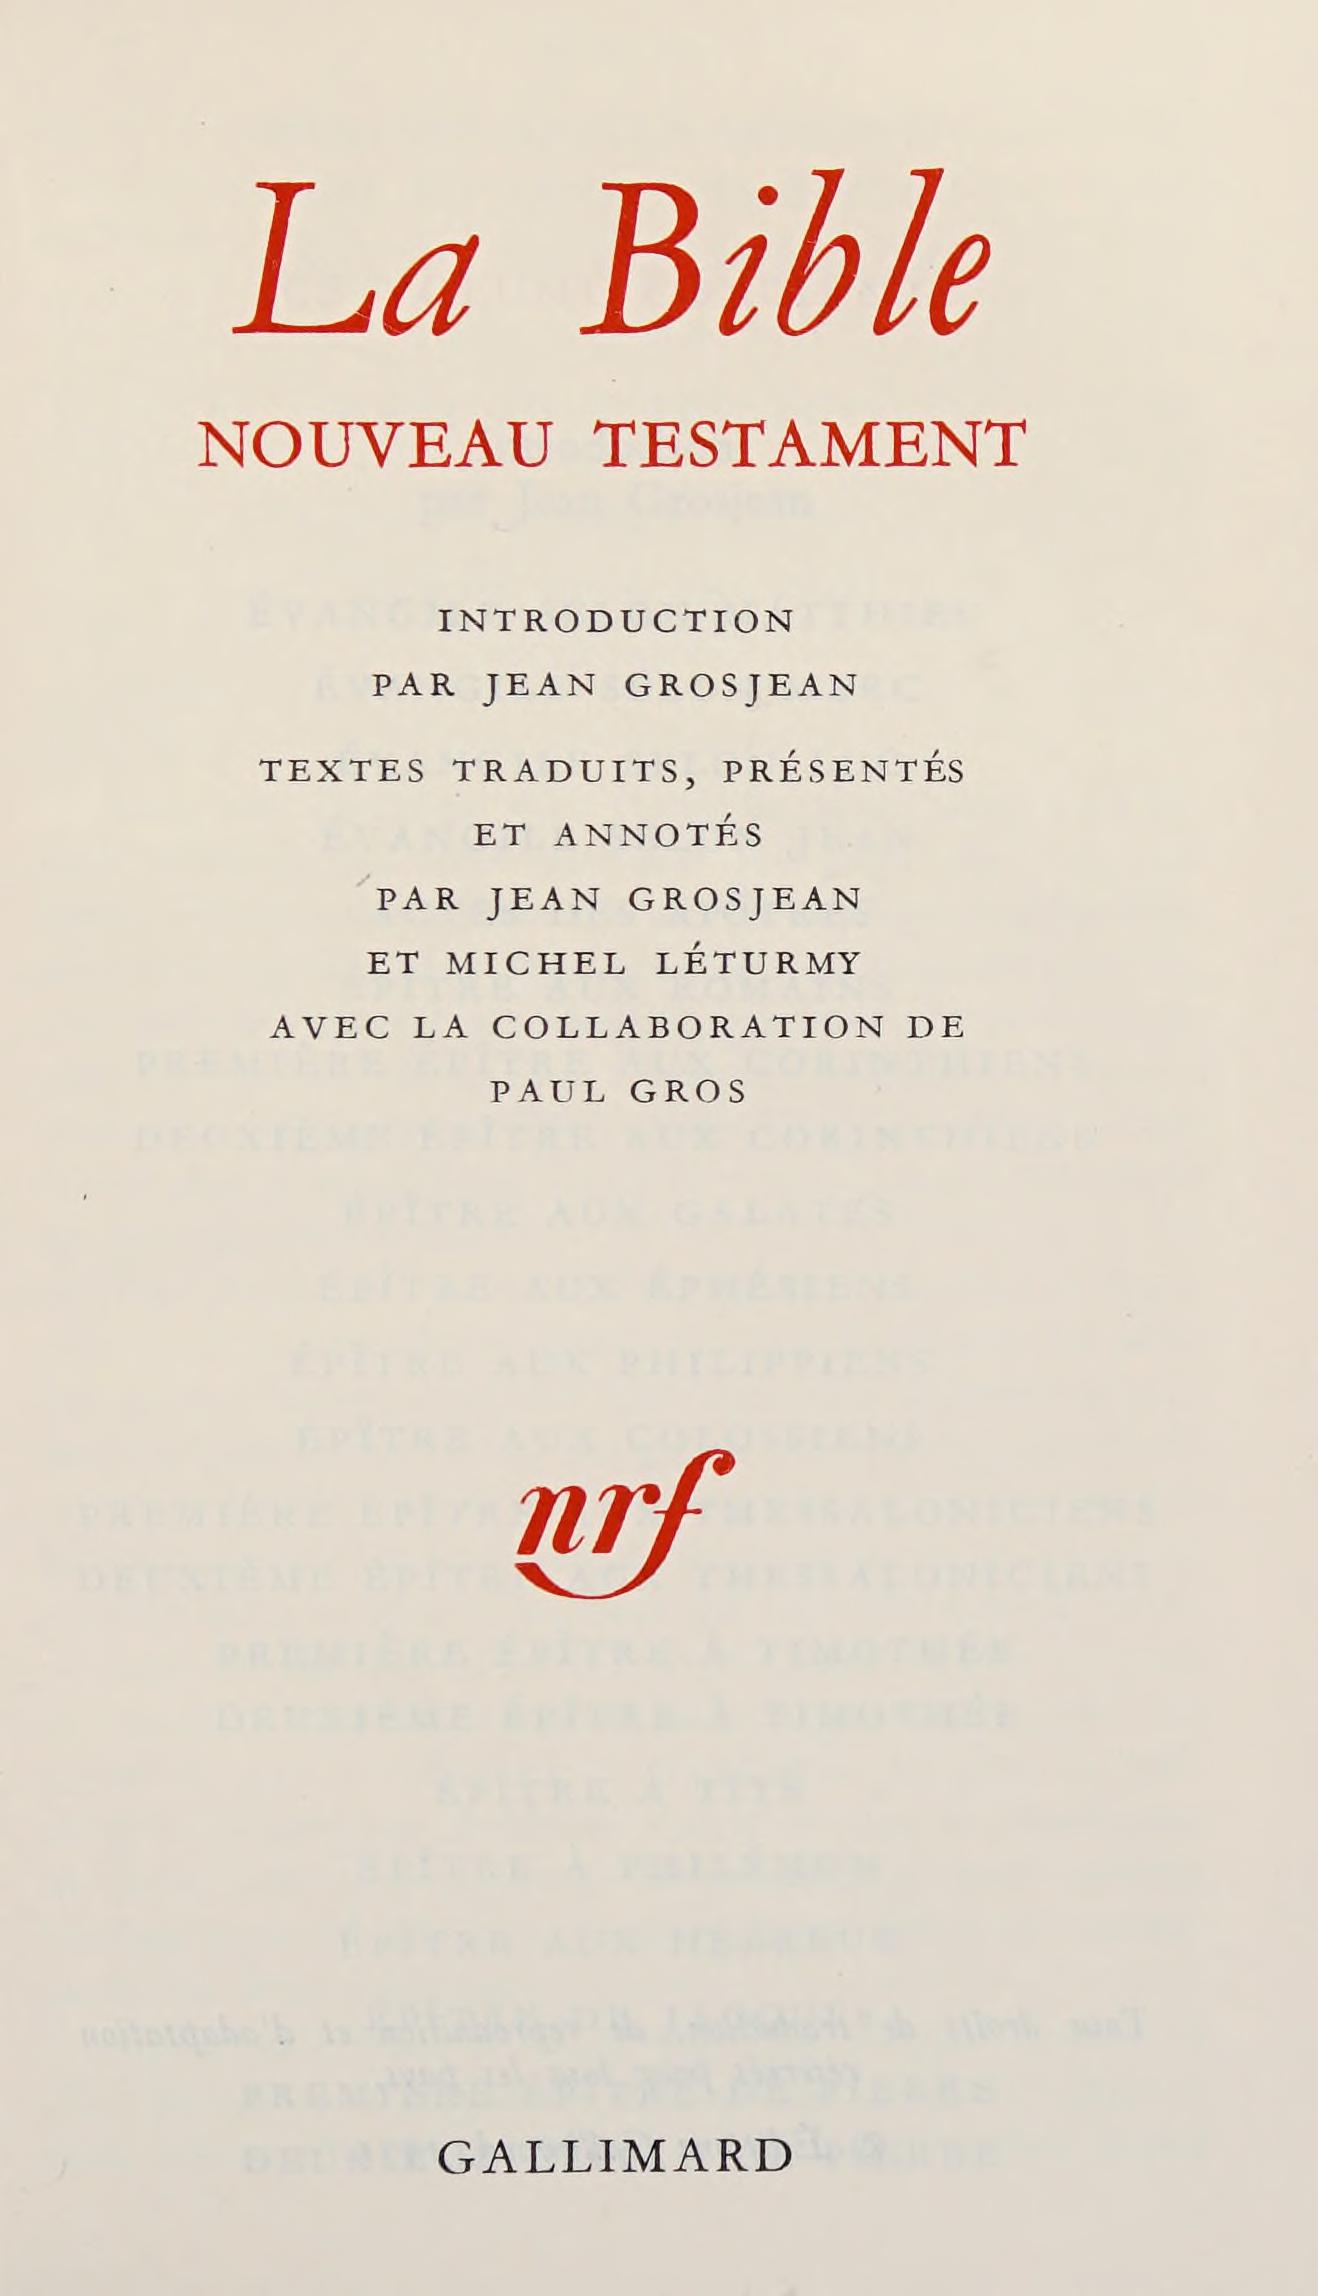 La Bible
NOUVEAU TESTAMENT
INTRODUCTION
PAR JEAN GROSJEAN
TEXTES TRADUITS, PRÉSENTÉS
ET ANNOTÉS
PAR JEAN GROSJEAN
ET MICHEL LÉTURMY
AVEC LA COLLABORATION DE
PAUL GROS
nrf
GALLIMARD